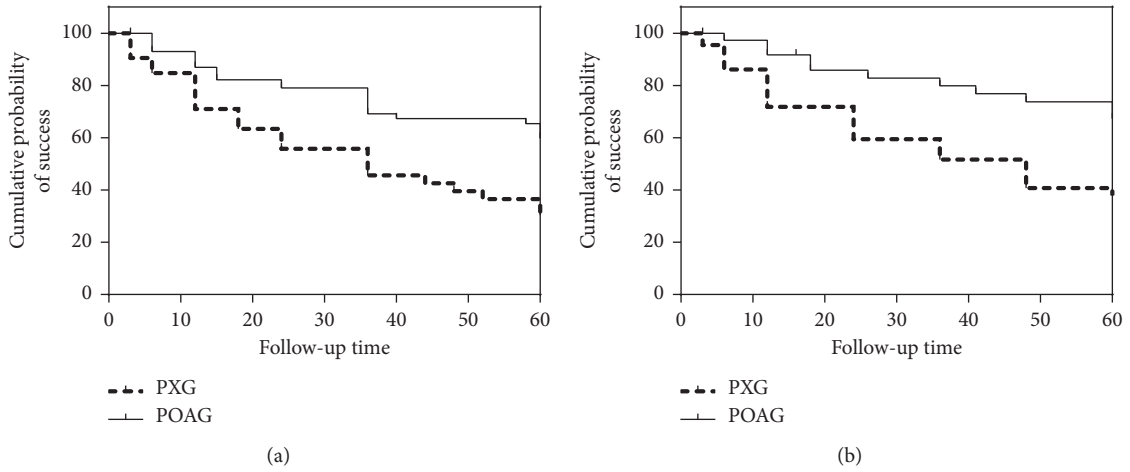 Cumulative probability
of success
100
80
60
40
20
0
0 10 20 30 40 50 60
Follow-up time
PXG
POAG
(a)
Cumulative probability
of success
100
80
60
40
20
0
0 10 20 30 40 50 60
Follow-up time
PXG
POAG
(b)